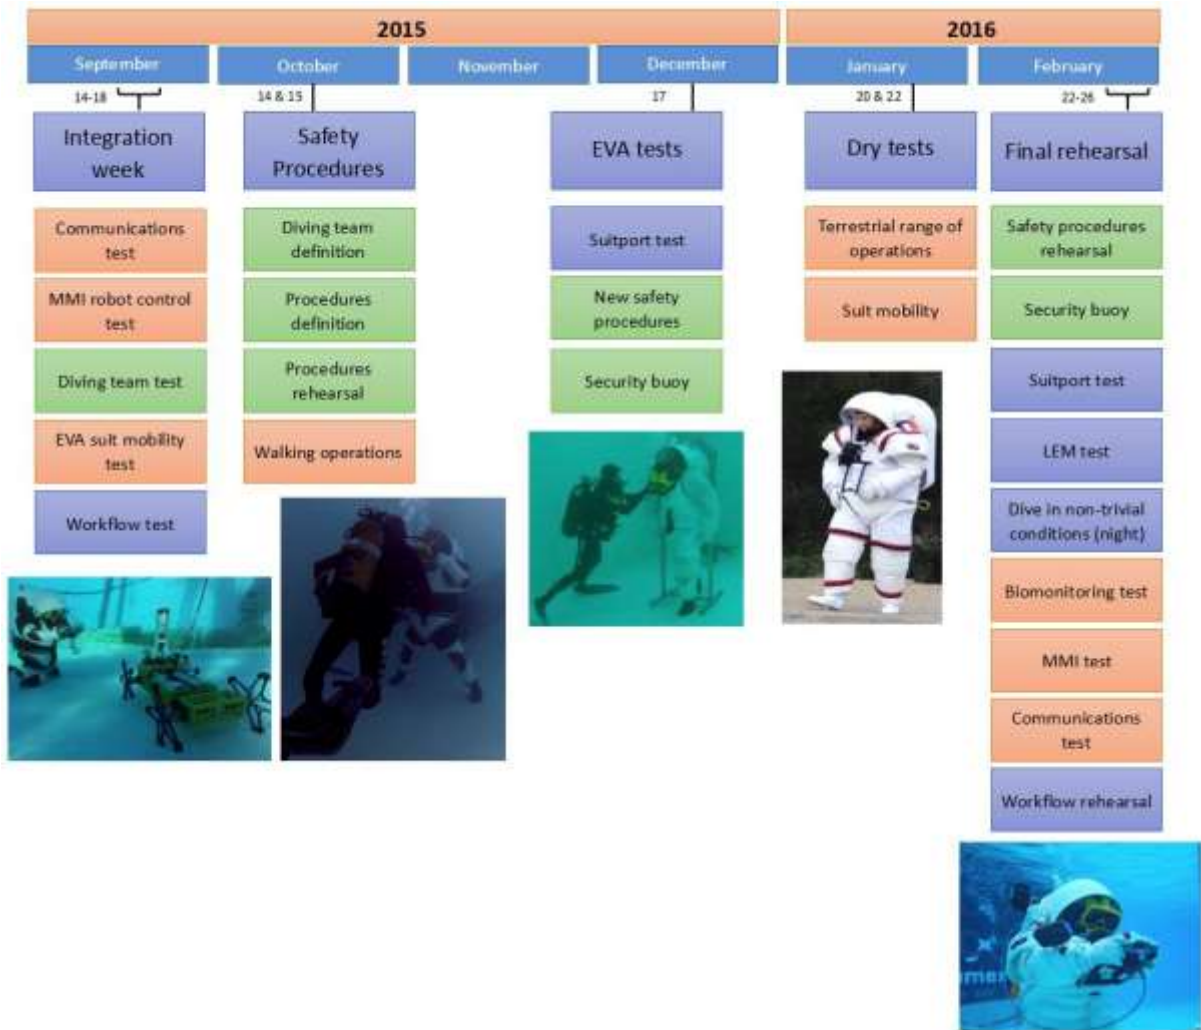 2015
2016
September
October
November
December
January
February
14-18
14 & 15
17
20 & 22
22-26
Integration
week
Safety
Procedures
EVA tests
Dry tests
Final rehearsal
Communications
test
MMI robot control
test
Diving team test
EVA suit mobility
test
Workflow test
Diving team
definition
Procedures
definition
Procedures
rehearsal
Walking operations
Suitport test
New safety
procedures
Security buoy
Terrestrial range of
operations
Suit mobility
Safety procedures
rehearsal
Security buoy
Suitport test
LEM test
Dive in non-trivial
conditions (night)
Biomonitoring test
MMI test
Communications
test
Workflow rehearsal